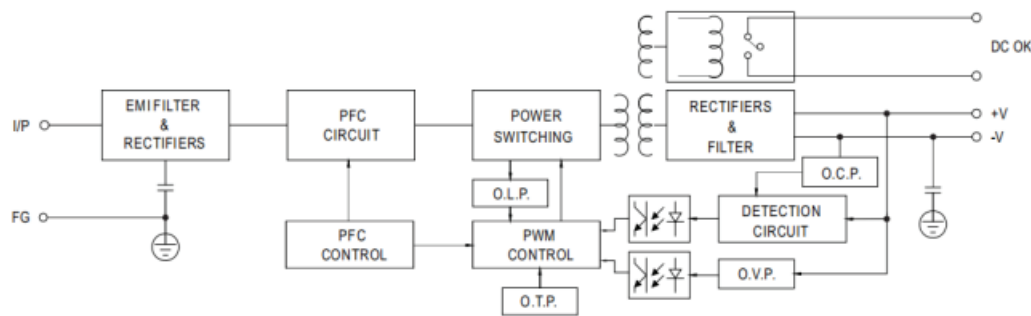 DC OK
I/P
EMI FILTER
&
RECTIFIERS
PFC
CIRCUIT
POWER
SWITCHING
RECTIFIERS
&
FILTER
+V
-V
O.L.P.
O.C.P.
FG
PFC
CONTROL
PWM
CONTROL
DETECTION
CIRCUIT
O.T.P.
O.V.P.